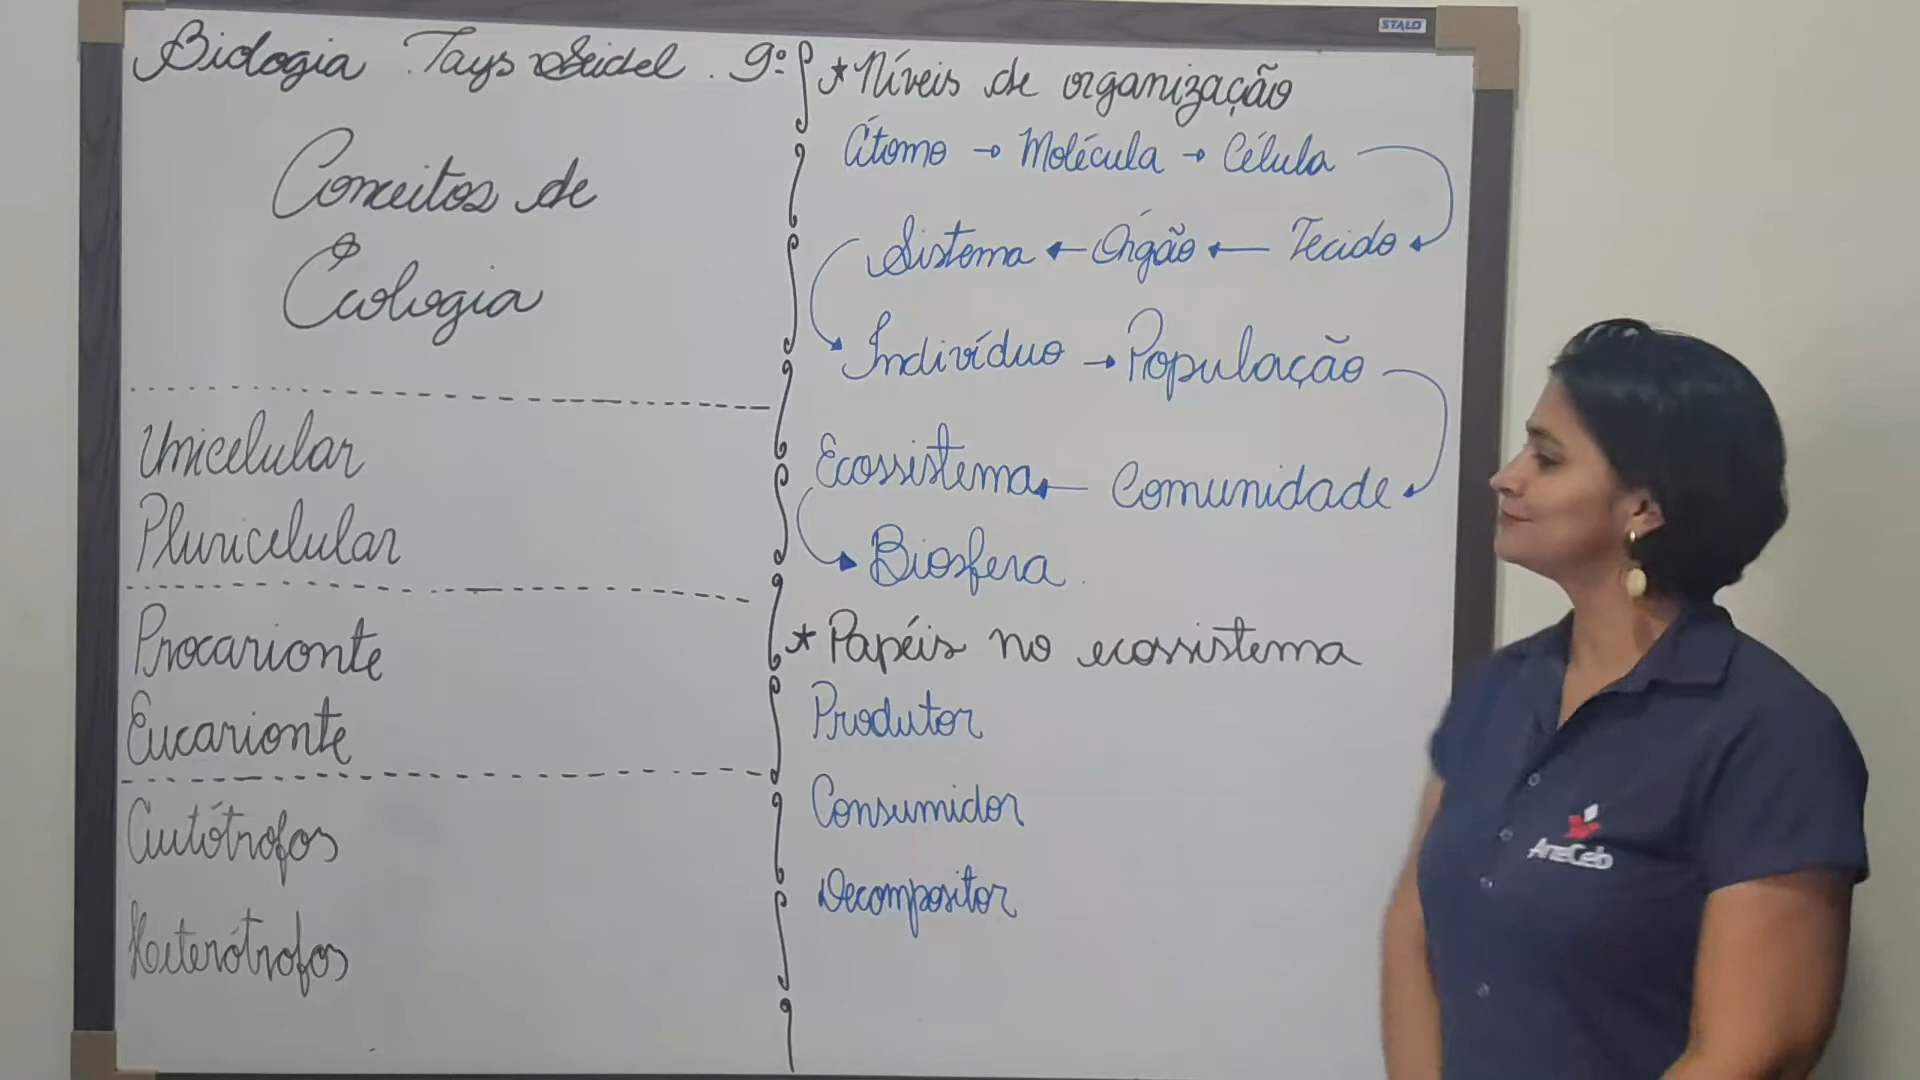 Biologia Tays Seidel. 9º
Conceitos de
Ecologia
Unicelular
Pluricelular
Procarionte
Eucarionte
Autótrofos
Heterótrofos
* Níveis de organização
Átomo → Molécula → Célula
Sistema ← Órgão ← Tecido
Indivíduo → População
Ecossistema ← Comunidade
Biosfera.
* Papéis no ecossistema
Produtor
Consumidor
Decompositor
STALO
AneCeb